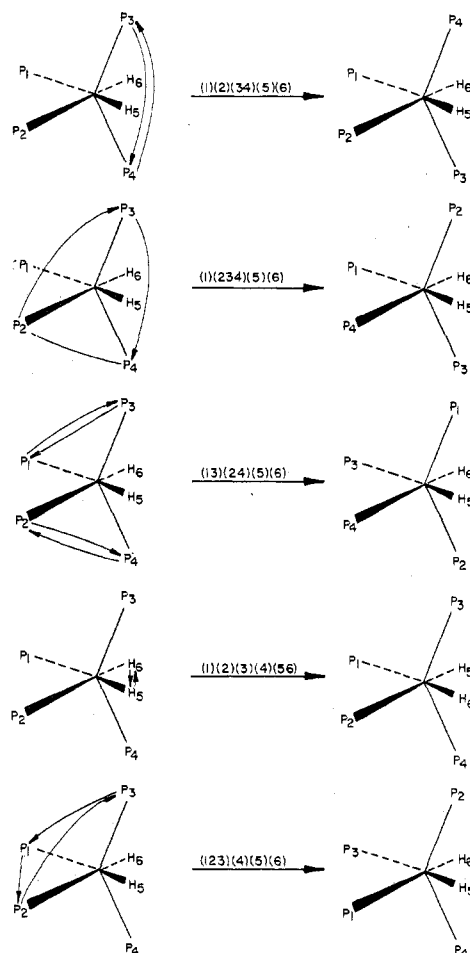 P3 P4
P1 H6 (1)(2)(34)(5)(6) P1 H6
P2 H5 P2 H5
P4 P3
P3 P2
P1 H6 (1)(234)(5)(6) P1 H6
P2 H5 P4 H5
P4 P3
P3 P1
P1 H6 (13)(24)(5)(6) P3 H6
P2 H5 P4 H5
P4 P2
P3 P3
P1 H6 (1)(2)(3)(4)(56) P1 H5
P2 H5 P2 H6
P4 P4
P3 P2
P1 H6 (123)(4)(5)(6) P3 H6
P2 H5 P1 H5
P4 P4